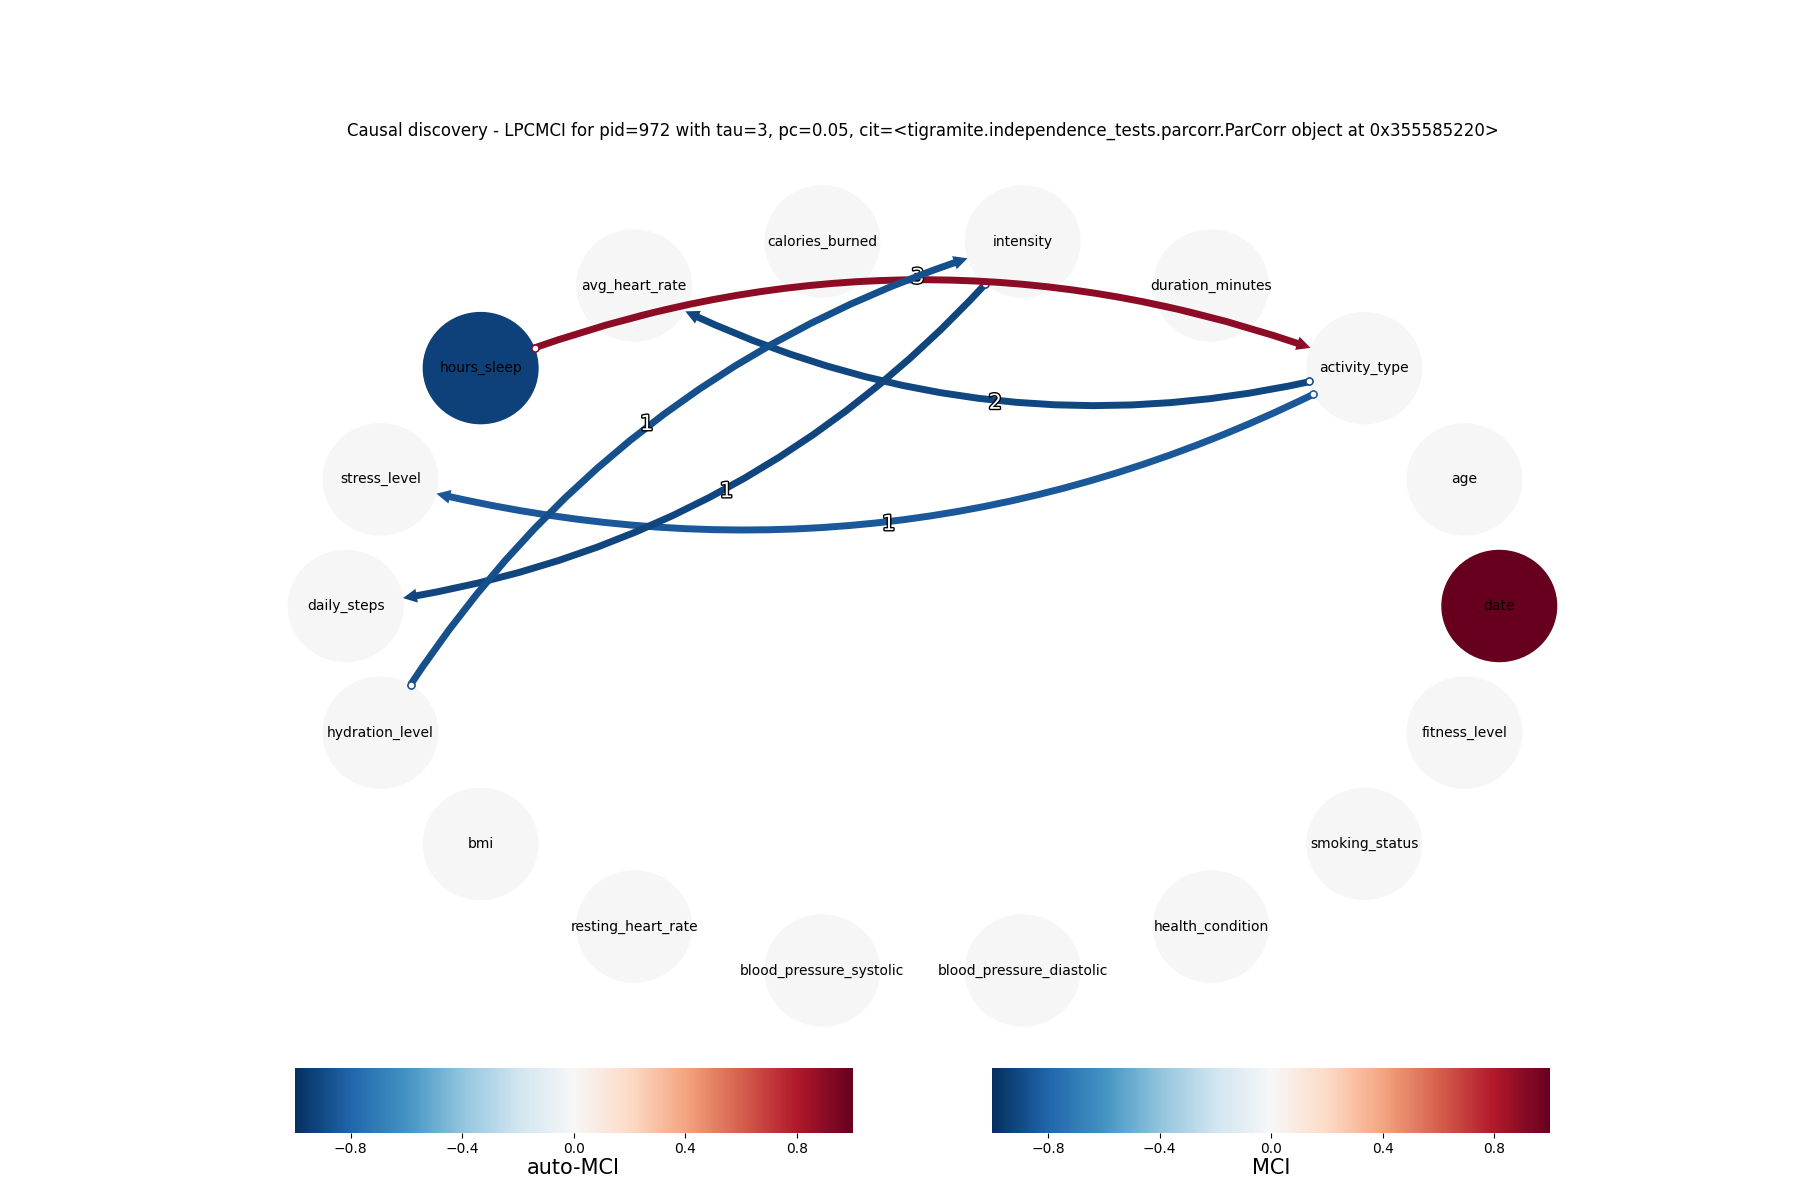 Causal discovery - LPCMCI for pid=972 with tau=3, pc=0.05, cit=<tigramite.independence_tests.parcorr.ParCorr object at 0x355585220>
calories_burned
intensity
avg_heart_rate
3
duration_minutes
hours_sleep
activity_type
2
1
stress_level
1
age
1
daily_steps
date
hydration_level
fitness_level
bmi
smoking_status
resting_heart_rate
health_condition
blood_pressure_systolic
blood_pressure_diastolic
−0.8 −0.4 0.0 0.4 0.8
auto-MCI
−0.8 −0.4 0.0 0.4 0.8
MCI